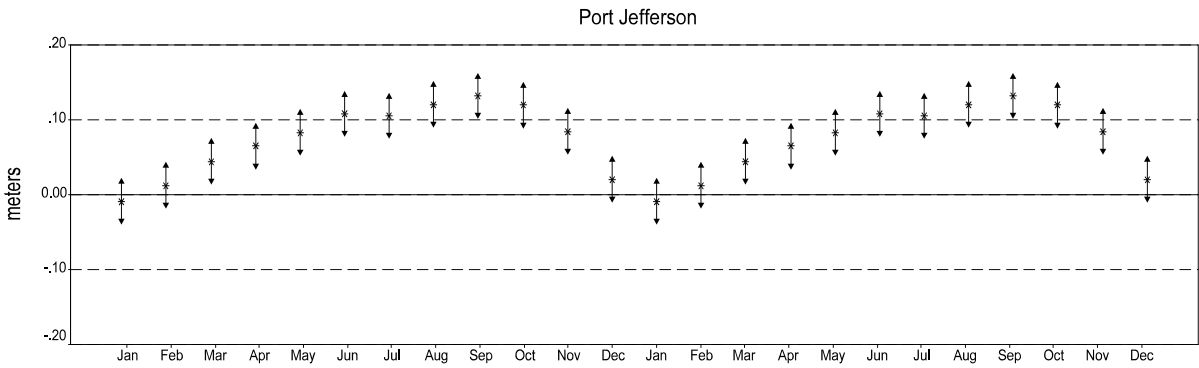 Port Jefferson
.20
.10
0.00
-.10
-.20
meters
Jan Feb Mar Apr May Jun Jul Aug Sep Oct Nov Dec Jan Feb Mar Apr May Jun Jul Aug Sep Oct Nov Dec